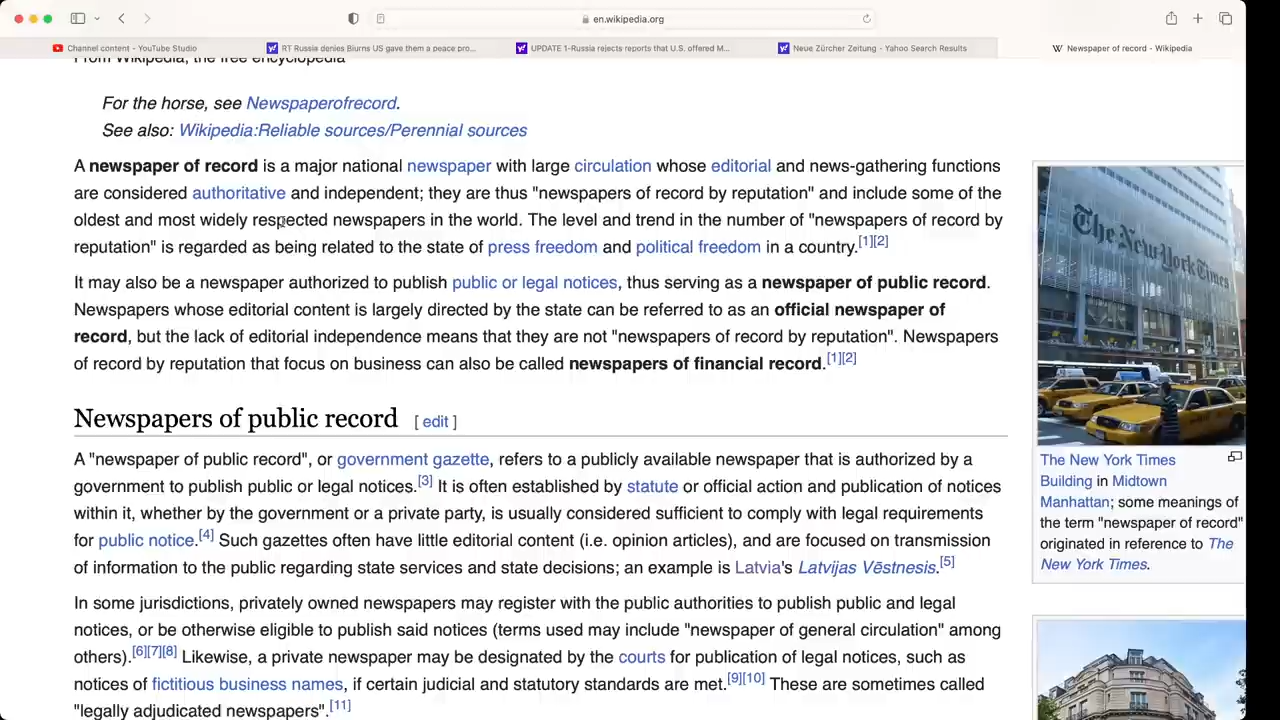 en.wikipedia.org
Channel content - YouTube Studio
RT Russia denies Biurns US gave them a peace pro...
UPDATE 1-Russia rejects reports that U.S. offered M...
Neue Zürcher Zeitung - Yahoo Search Results
W Newspaper of record - Wikipedia
From Wikipedia, the free encyclopedia
For the horse, see Newspaperofrecord.
See also: Wikipedia:Reliable sources/Perennial sources
A newspaper of record is a major national newspaper with large circulation whose editorial and news-gathering functions
are considered authoritative and independent; they are thus "newspapers of record by reputation" and include some of the
oldest and most widely respected newspapers in the world. The level and trend in the number of "newspapers of record by
reputation" is regarded as being related to the state of press freedom and political freedom in a country.[1][2]
It may also be a newspaper authorized to publish public or legal notices, thus serving as a newspaper of public record.
Newspapers whose editorial content is largely directed by the state can be referred to as an official newspaper of
record, but the lack of editorial independence means that they are not "newspapers of record by reputation". Newspapers
of record by reputation that focus on business can also be called newspapers of financial record.[1][2]
Newspapers of public record [ edit ]
A "newspaper of public record", or government gazette, refers to a publicly available newspaper that is authorized by a
government to publish public or legal notices.[3] It is often established by statute or official action and publication of notices
within it, whether by the government or a private party, is usually considered sufficient to comply with legal requirements
for public notice.[4] Such gazettes often have little editorial content (i.e. opinion articles), and are focused on transmission
of information to the public regarding state services and state decisions; an example is Latvia's Latvijas Vēstnesis.[5]
In some jurisdictions, privately owned newspapers may register with the public authorities to publish public and legal
notices, or be otherwise eligible to publish said notices (terms used may include "newspaper of general circulation" among
others).[6][7][8] Likewise, a private newspaper may be designated by the courts for publication of legal notices, such as
notices of fictitious business names, if certain judicial and statutory standards are met.[9][10] These are sometimes called
"legally adjudicated newspapers".[11]
The New York Times
The New York Times
Building in Midtown
Manhattan; some meanings of
the term "newspaper of record"
originated in reference to The
New York Times.